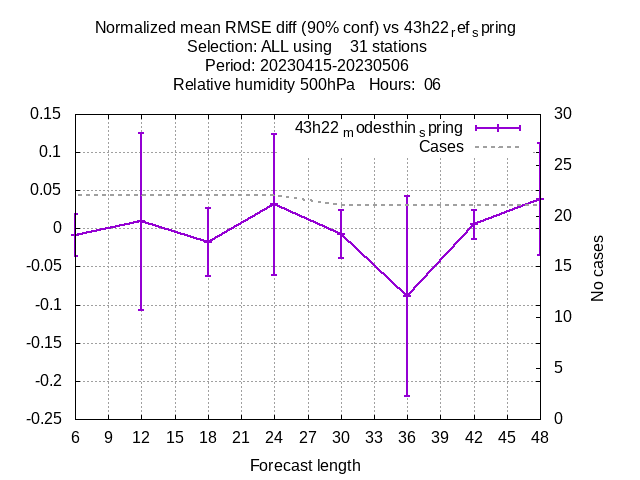 Normalized mean RMSE diff (90% conf) vs 43h22ᵣefₛpring
Selection: ALL using 31 stations
Period: 20230415-20230506
Relative humidity 500hPa Hours: 06
43h22ₘodesthinₛpring
Cases
0.15
0.1
0.05
0
-0.05
-0.1
-0.15
-0.2
-0.25
30
25
20
15
10
5
0
No cases
6 9 12 15 18 21 24 27 30 33 36 39 42 45 48
Forecast length